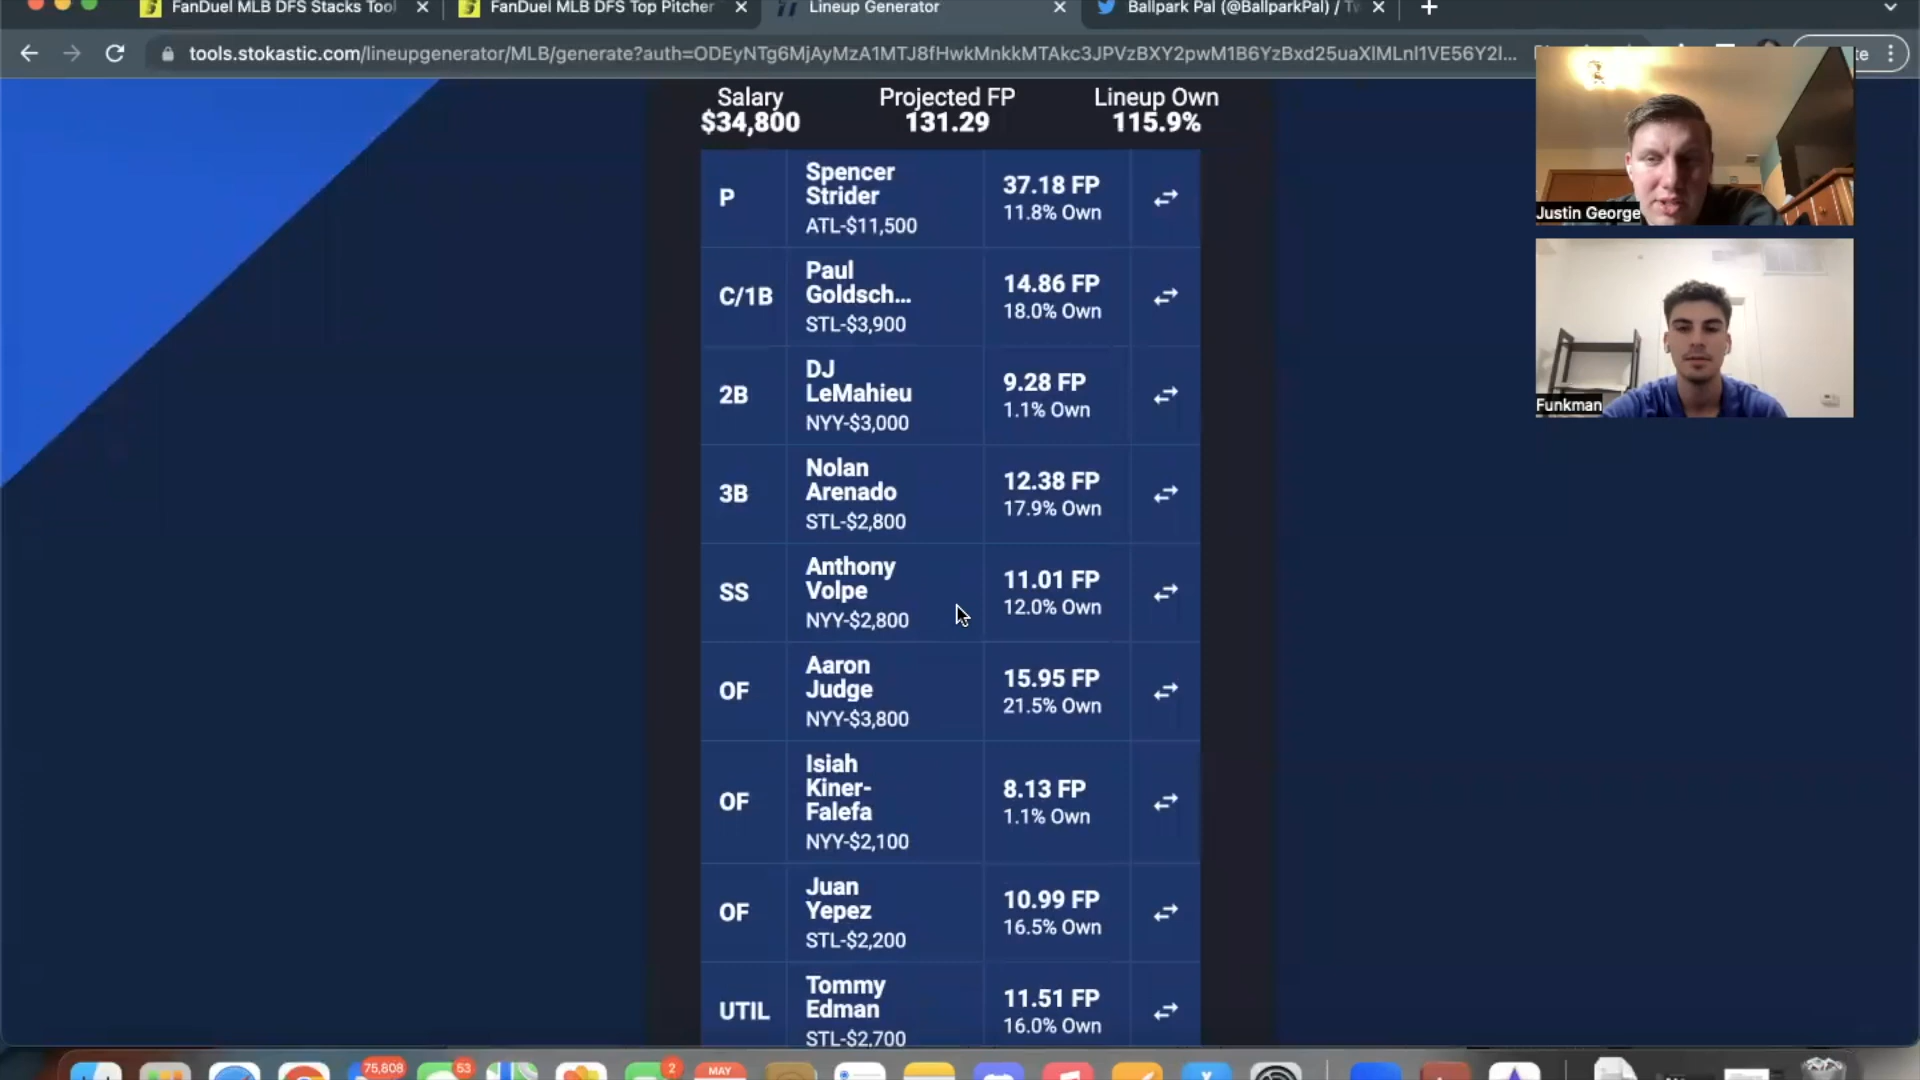 FanDuel MLB DFS Stacks Tool
FanDuel MLB DFS Top Pitcher
Lineup Generator
Ballpark Pal (@BallparkPal) / Tw
tools.stokastic.com/lineupgenerator/MLB/generate?auth=
Salary
$34,800
Projected FP
131.29
Lineup Own
115.9%
P
Spencer
Strider
ATL-$11,500
37.18 FP
11.8% Own
C/1B
Paul
Goldsch...
STL-$3,900
14.86 FP
18.0% Own
2B
DJ
LeMahieu
NYY-$3,000
9.28 FP
1.1% Own
3B
Nolan
Arenado
STL-$2,800
12.38 FP
17.9% Own
SS
Anthony
Volpe
NYY-$2,800
11.01 FP
12.0% Own
OF
Aaron
Judge
NYY-$3,800
15.95 FP
21.5% Own
OF
Isiah
Kiner-
Falefa
NYY-$2,100
8.13 FP
1.1% Own
OF
Juan
Yepez
STL-$2,200
10.99 FP
16.5% Own
UTIL
Tommy
Edman
STL-$2,700
11.51 FP
16.0% Own
Justin George
Funkman
75,808
53
2
MAY